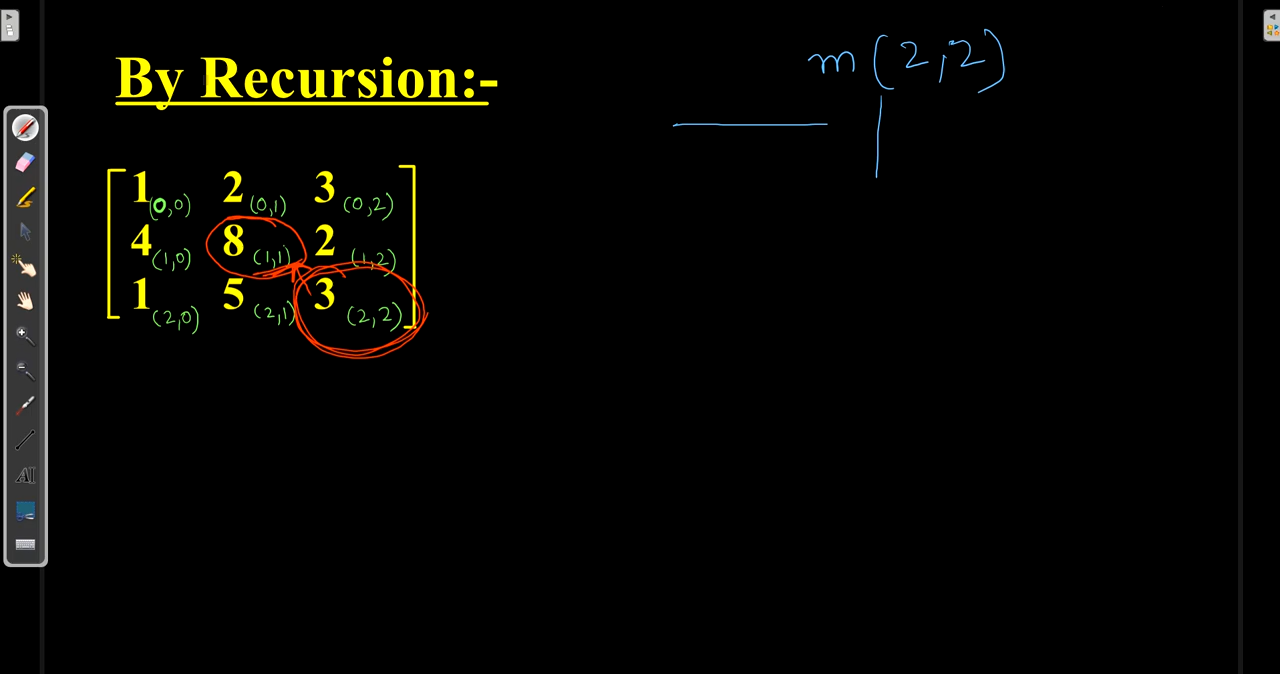 By Recursion:-
m(2,2)
1(0,0) 2(0,1) 3(0,2)
4(1,0) 8(1,1) 2(1,2)
1(2,0) 5(2,1) 3(2,2)
AI